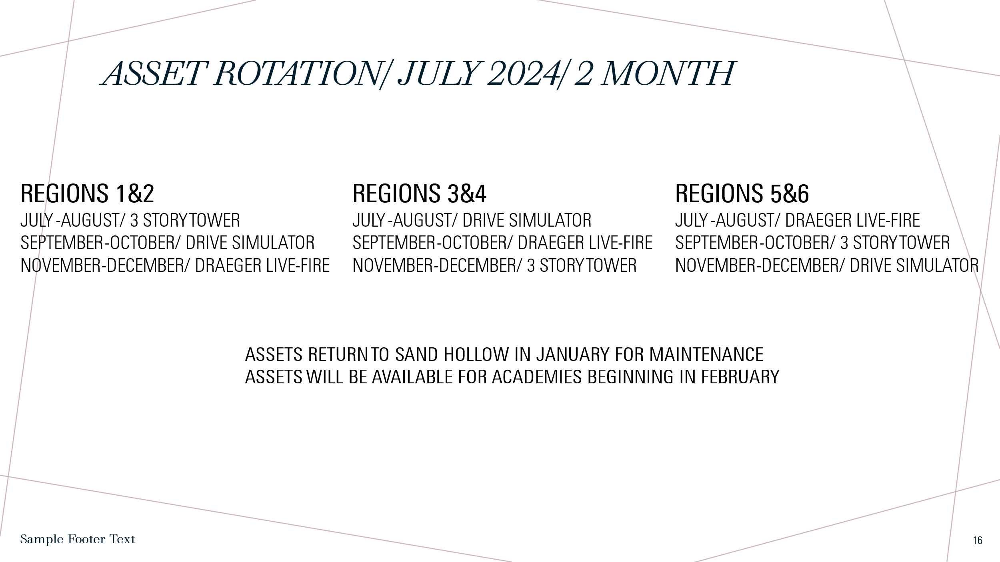 ASSET ROTATION/ JULY 2024/ 2 MONTH
REGIONS 1&2
JULY-AUGUST/ 3 STORY TOWER
SEPTEMBER-OCTOBER/ DRIVE SIMULATOR
NOVEMBER-DECEMBER/ DRAEGER LIVE-FIRE
REGIONS 3&4
JULY-AUGUST/ DRIVE SIMULATOR
SEPTEMBER-OCTOBER/ DRAEGER LIVE-FIRE
NOVEMBER-DECEMBER/ 3 STORY TOWER
REGIONS 5&6
JULY-AUGUST/ DRAEGER LIVE-FIRE
SEPTEMBER-OCTOBER/ 3 STORY TOWER
NOVEMBER-DECEMBER/ DRIVE SIMULATOR
ASSETS RETURN TO SAND HOLLOW IN JANUARY FOR MAINTENANCE
ASSETS WILL BE AVAILABLE FOR ACADEMIES BEGINNING IN FEBRUARY
Sample Footer Text
16